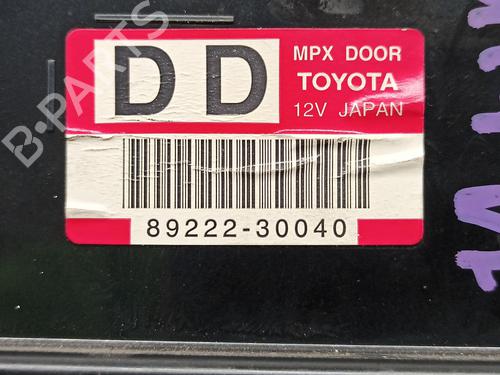 B-PARTS
DD
MPX DOOR
TOYOTA
12V JAPAN
89222-30040